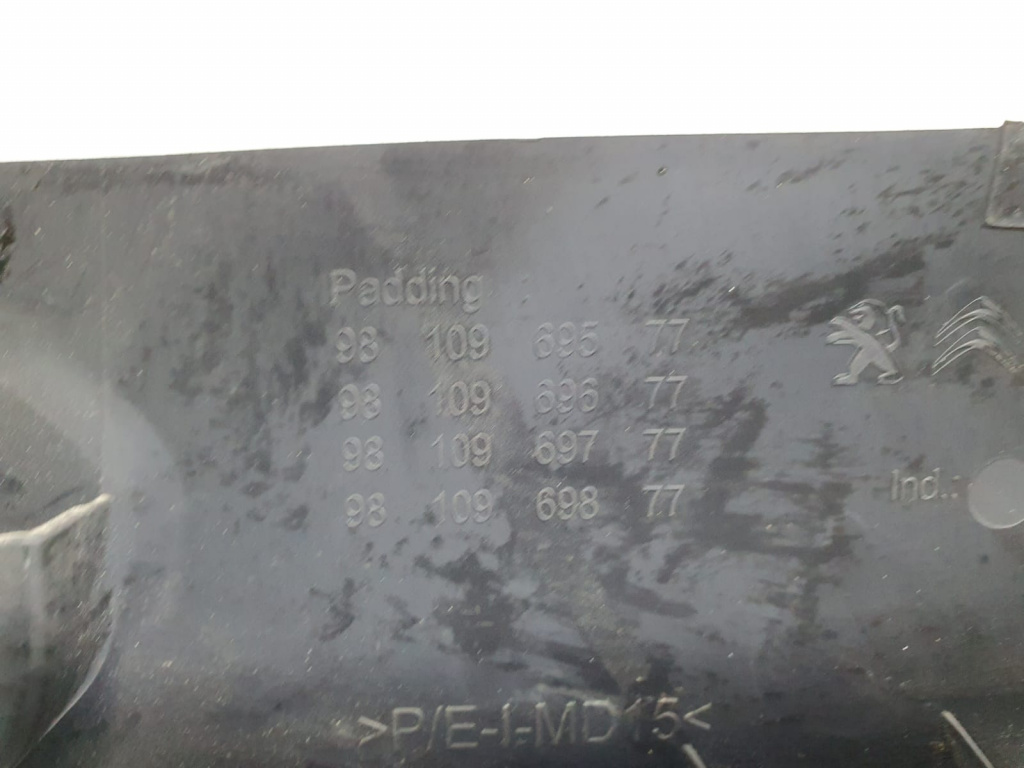 Padding :
98 109 695 77
98 109 696 77
98 109 697 77
98 109 698 77
Ind.:
>P/E-I-MD15<